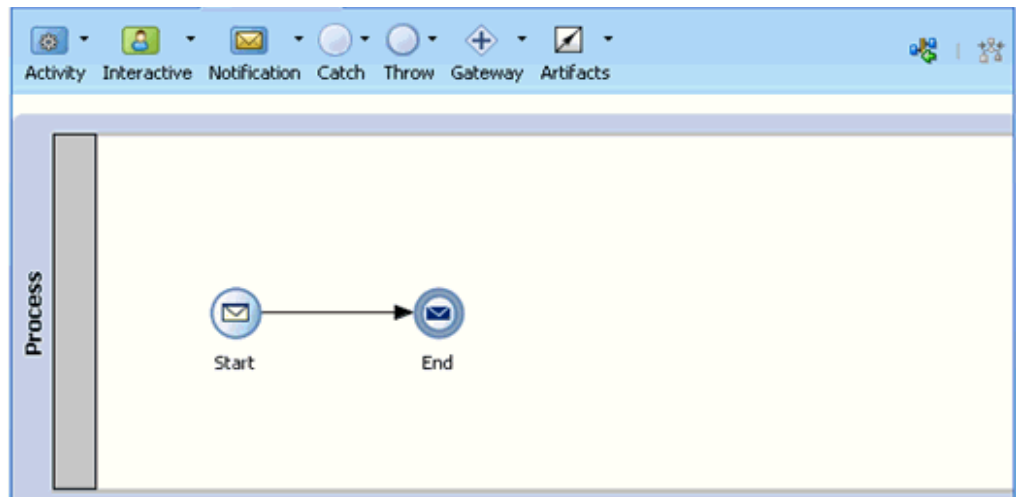 Activity Interactive Notification Catch Throw Gateway Artifacts
Process
Start End